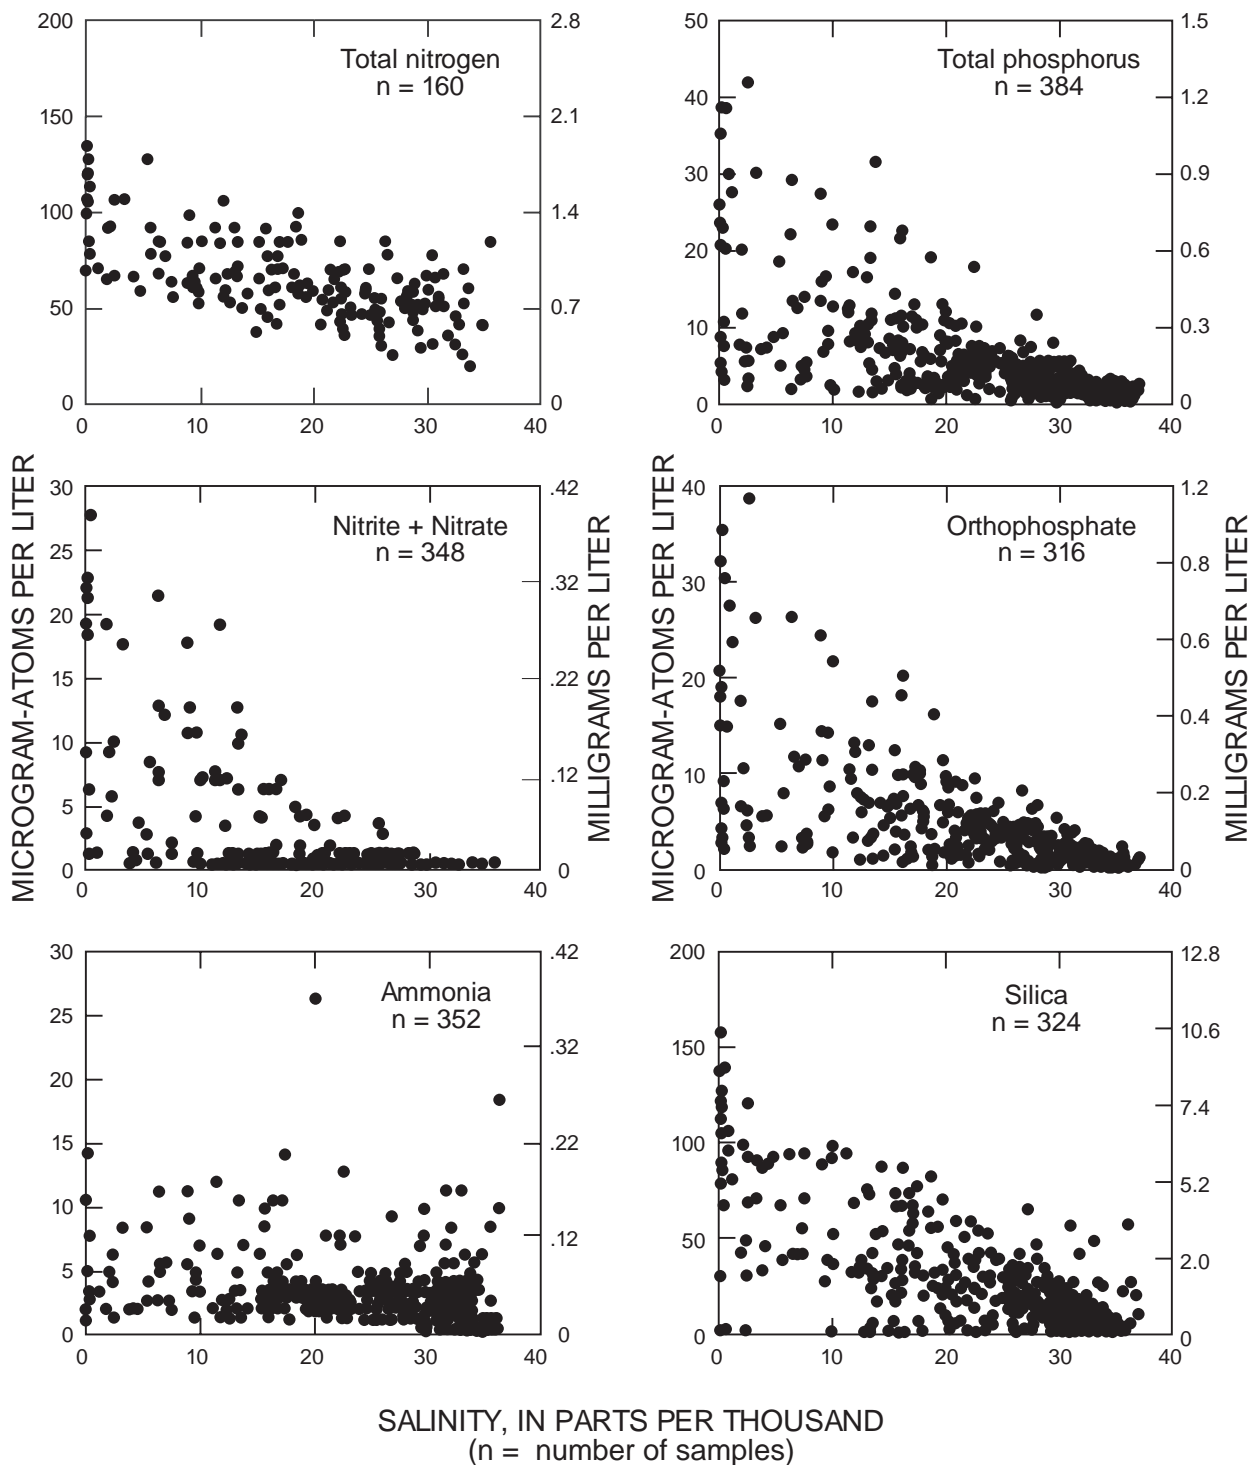 Total nitrogen
n = 160
200
150
100
50
0
2.8
2.1
1.4
0.7
0
0 10 20 30 40
Total phosphorus
n = 384
50
40
30
20
10
0
1.5
1.2
0.9
0.6
0.3
0
0 10 20 30 40
MICROGRAM-ATOMS PER LITER
Nitrite + Nitrate
n = 348
30
25
20
15
10
5
0
.42
.32
.22
.12
0
0 10 20 30 40
MILLIGRAMS PER LITER
MICROGRAM-ATOMS PER LITER
Orthophosphate
n = 316
40
30
20
10
0
1.2
0.8
0.6
0.4
0.2
0
0 10 20 30 40
MILLIGRAMS PER LITER
Ammonia
n = 352
30
25
20
15
10
5
0
.42
.32
.22
.12
0
0 10 20 30 40
Silica
n = 324
200
150
100
50
0
12.8
10.6
7.4
5.2
2.0
0
0 10 20 30 40
SALINITY, IN PARTS PER THOUSAND
(n = number of samples)